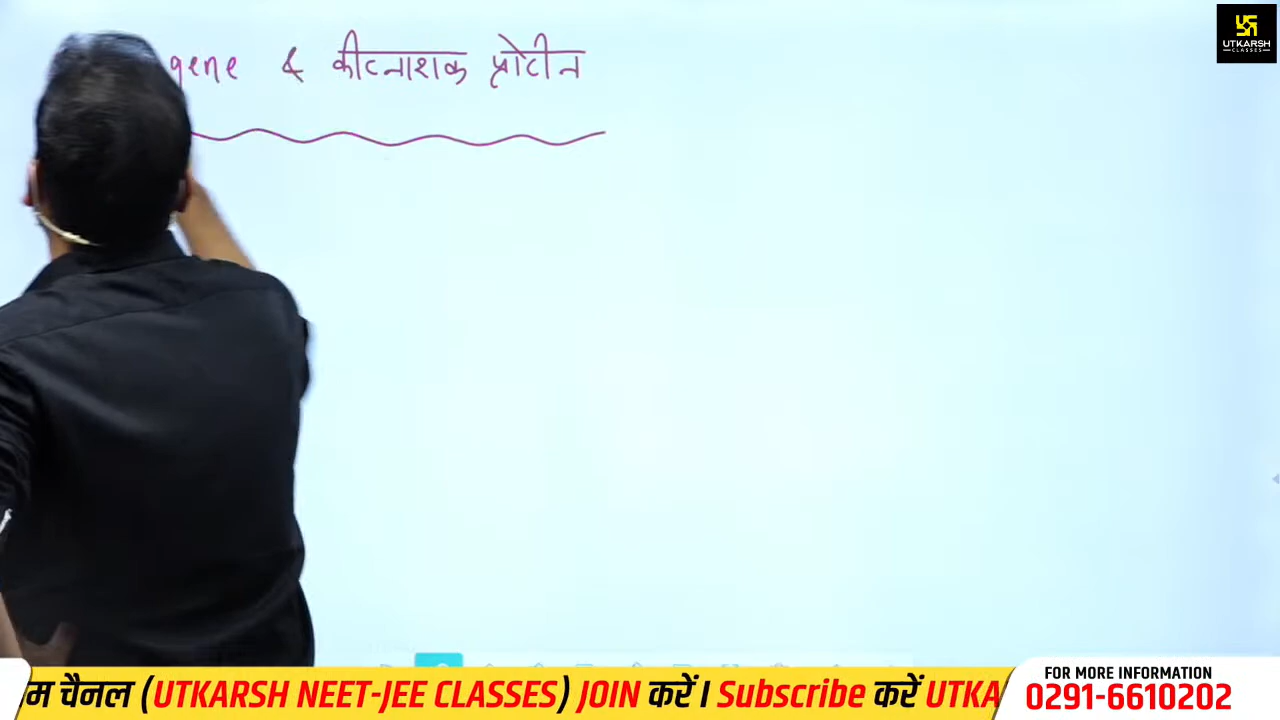 gene & कीटनाशक प्रोटीन
UTKARSH
CLASSES
म चैनल (UTKARSH NEET-JEE CLASSES) JOIN करें I Subscribe करें UTKA
FOR MORE INFORMATION
0291-6610202